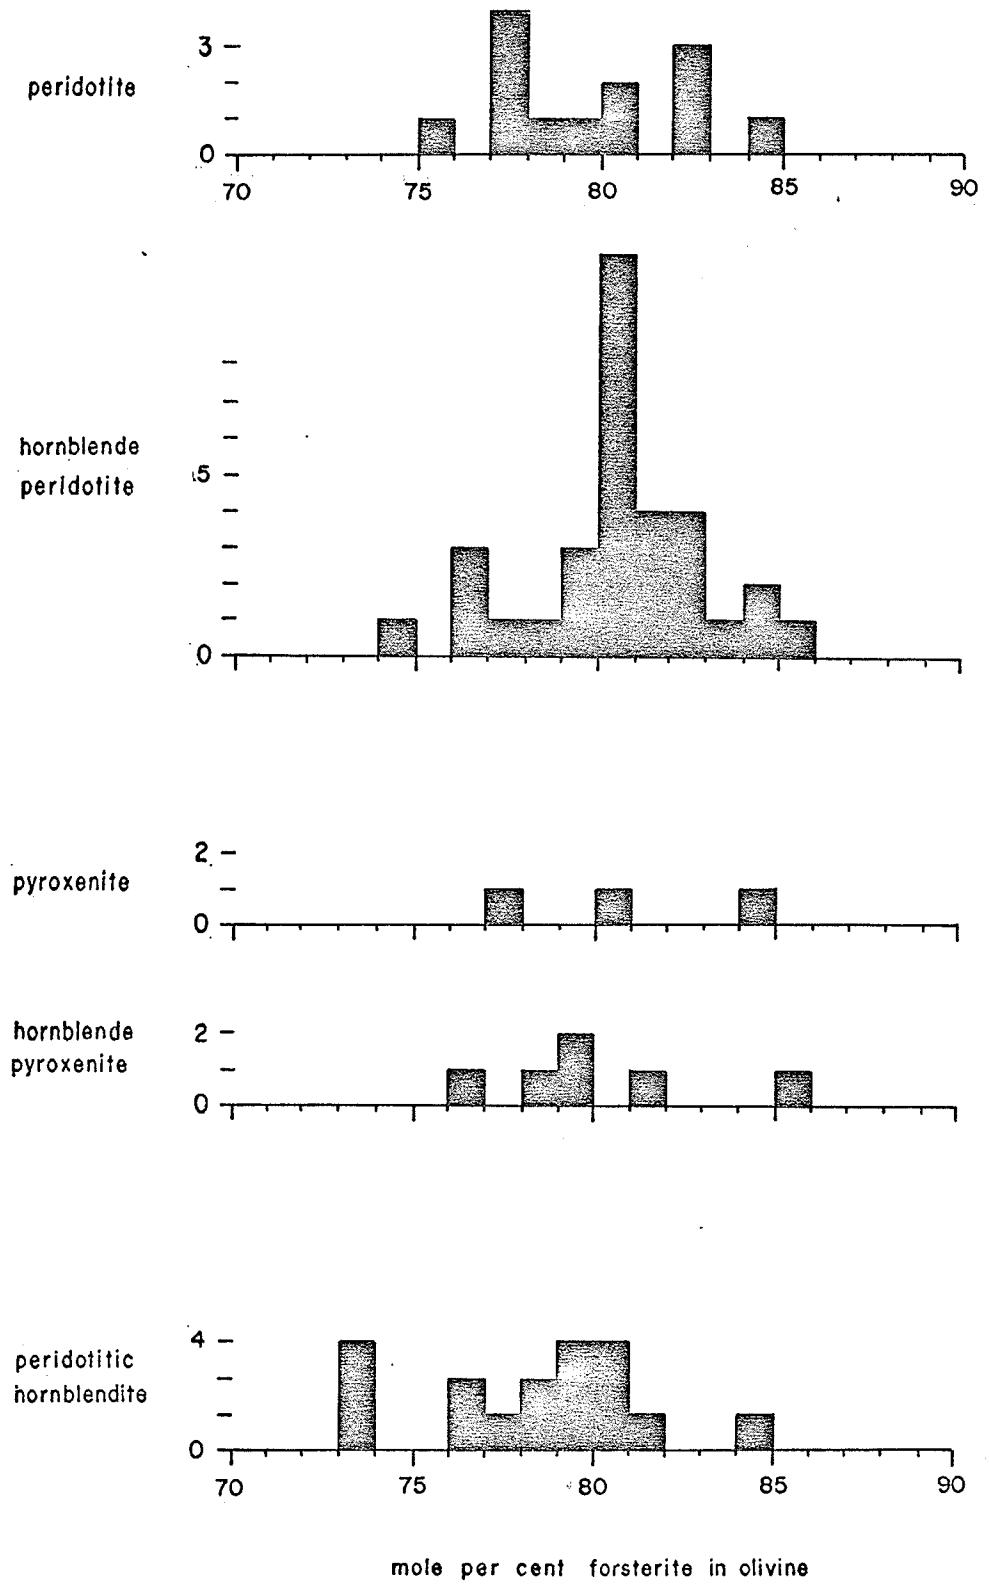 3
peridotite
0
70 75 80 85 90
hornblende
peridotite
5
0
2
pyroxenite
0
hornblende
2
pyroxenite
0
4
peridotitic
hornblendite
0
70 75 80 85 90
mole per cent forsterite in olivine